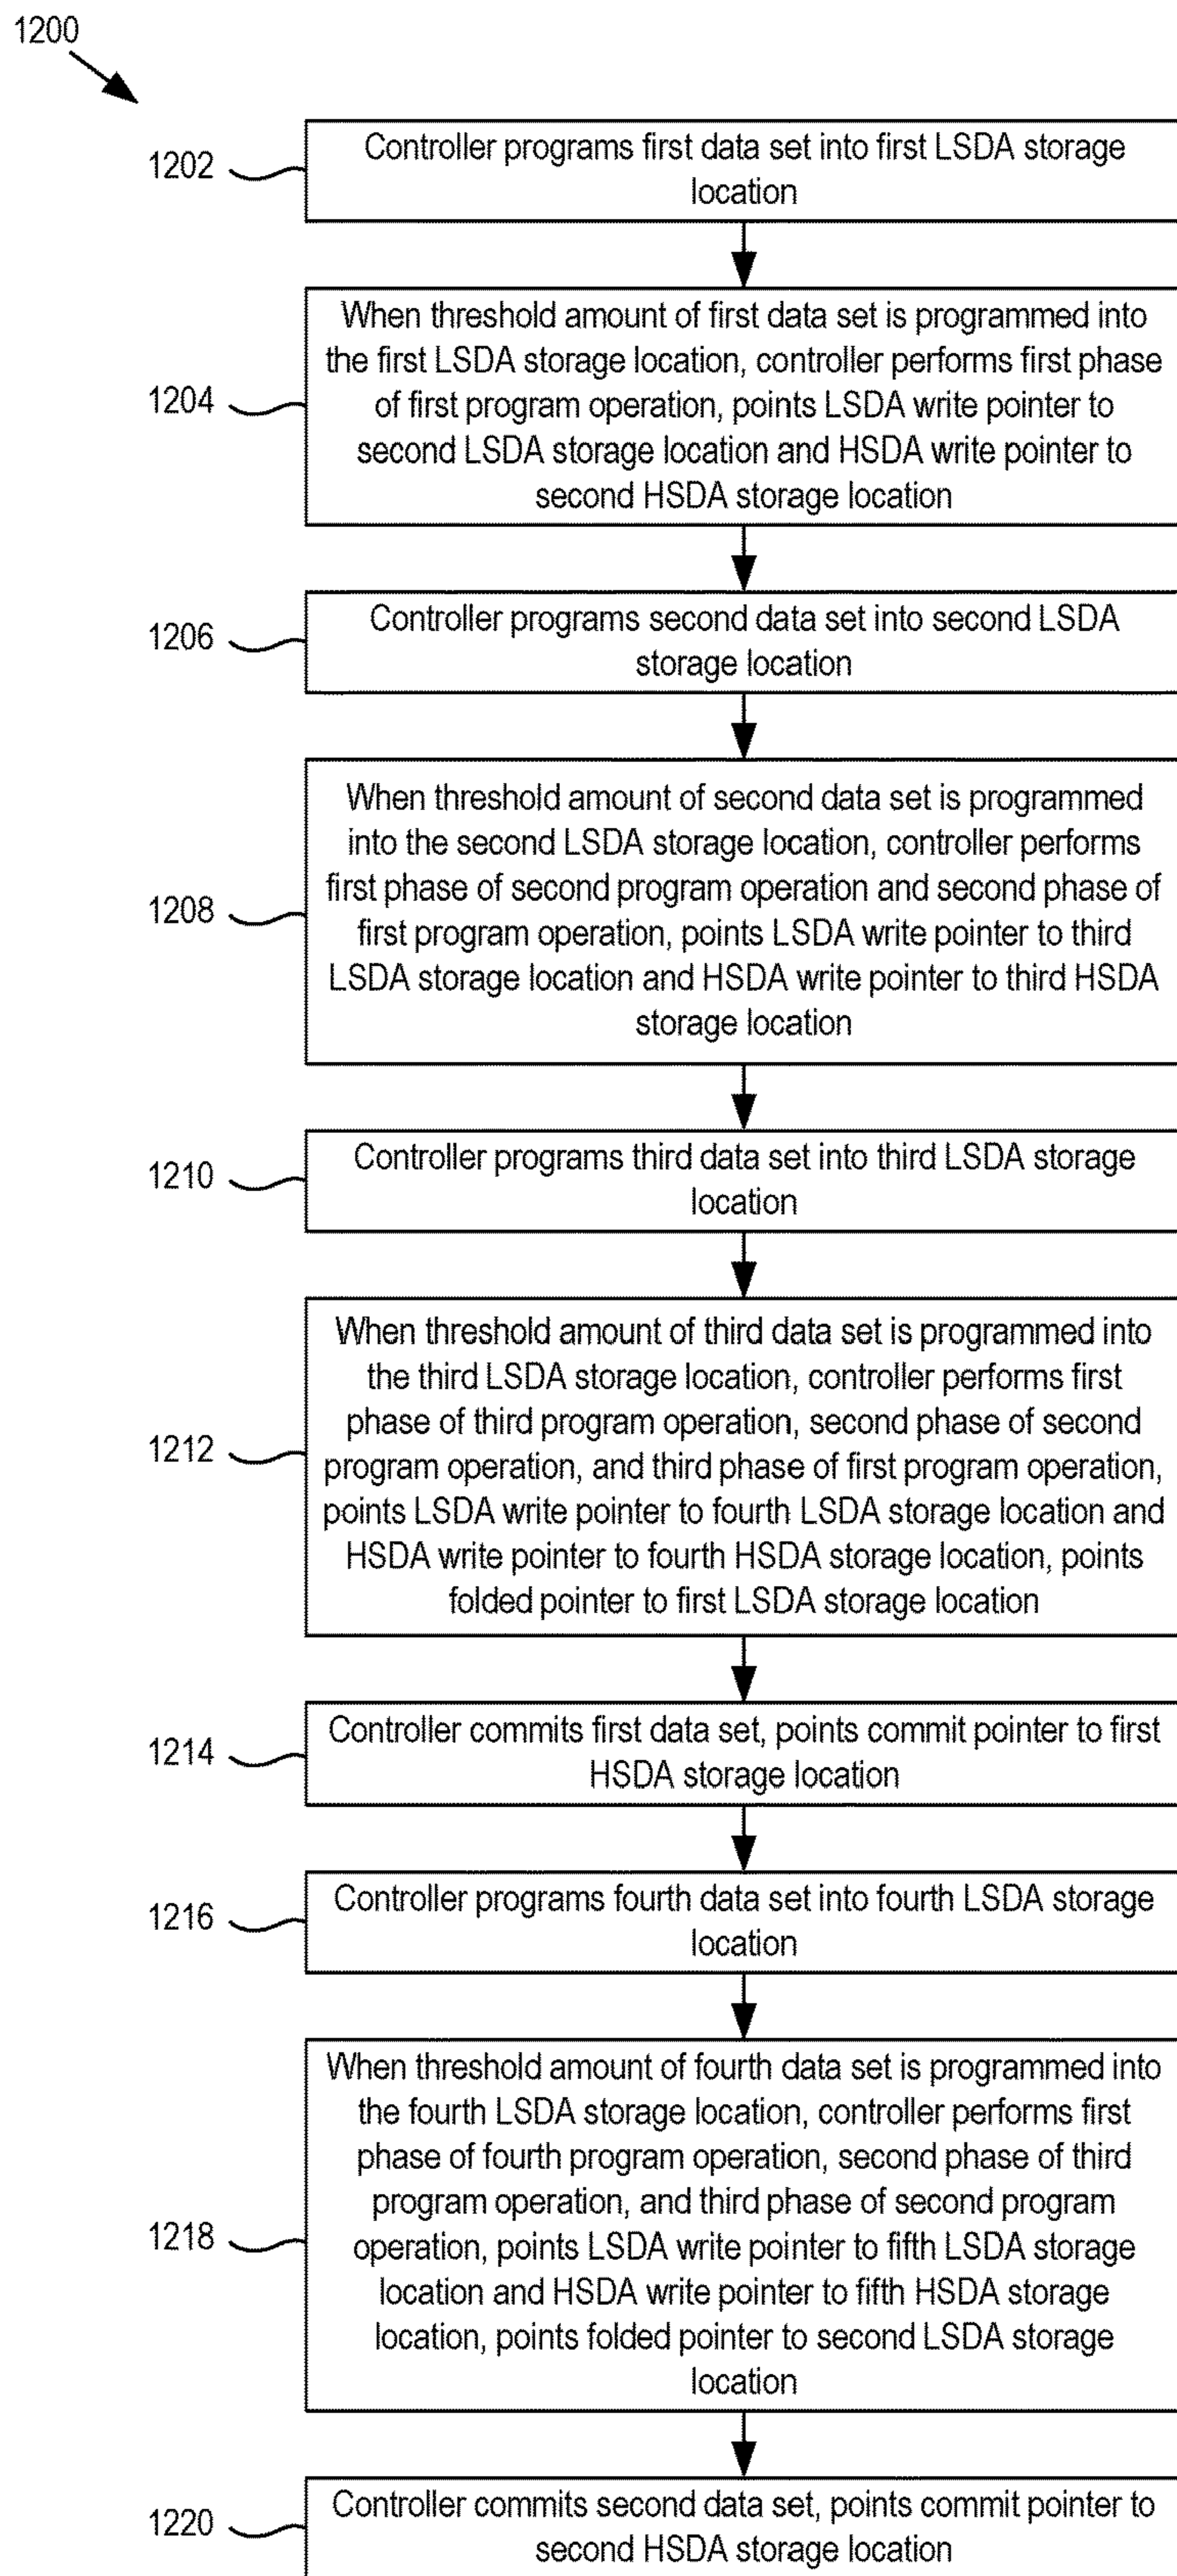 1200
1202
Controller programs first data set into first LSDA storage
location
1204
When threshold amount of first data set is programmed into
the first LSDA storage location, controller performs first phase
of first program operation, points LSDA write pointer to
second LSDA storage location and HSDA write pointer to
second HSDA storage location
1206
Controller programs second data set into second LSDA
storage location
1208
When threshold amount of second data set is programmed
into the second LSDA storage location, controller performs
first phase of second program operation and second phase of
first program operation, points LSDA write pointer to third
LSDA storage location and HSDA write pointer to third HSDA
storage location
1210
Controller programs third data set into third LSDA storage
location
1212
When threshold amount of third data set is programmed into
the third LSDA storage location, controller performs first
phase of third program operation, second phase of second
program operation, and third phase of first program operation,
points LSDA write pointer to fourth LSDA storage location and
HSDA write pointer to fourth HSDA storage location, points
folded pointer to first LSDA storage location
1214
Controller commits first data set, points commit pointer to first
HSDA storage location
1216
Controller programs fourth data set into fourth LSDA storage
location
1218
When threshold amount of fourth data set is programmed into
the fourth LSDA storage location, controller performs first
phase of fourth program operation, second phase of third
program operation, and third phase of second program
operation, points LSDA write pointer to fifth LSDA storage
location and HSDA write pointer to fifth HSDA storage
location, points folded pointer to second LSDA storage
location
1220
Controller commits second data set, points commit pointer to
second HSDA storage location